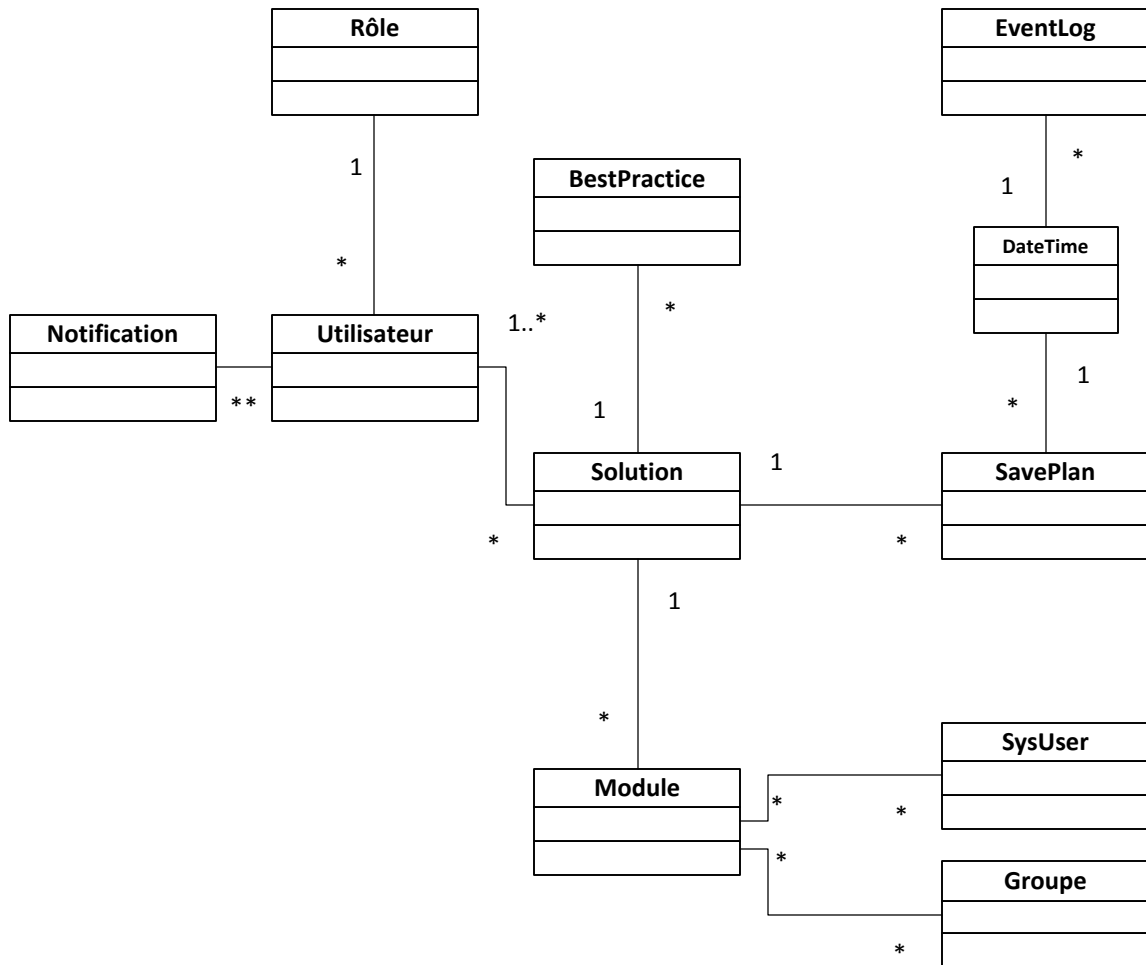 Rôle
EventLog
1
*
BestPractice
1
DateTime
*
*
Notification
Utilisateur
1..*
1
**
*
1
Solution
1
SavePlan
*
*
1
*
SysUser
Module
*
*
*
Groupe
*